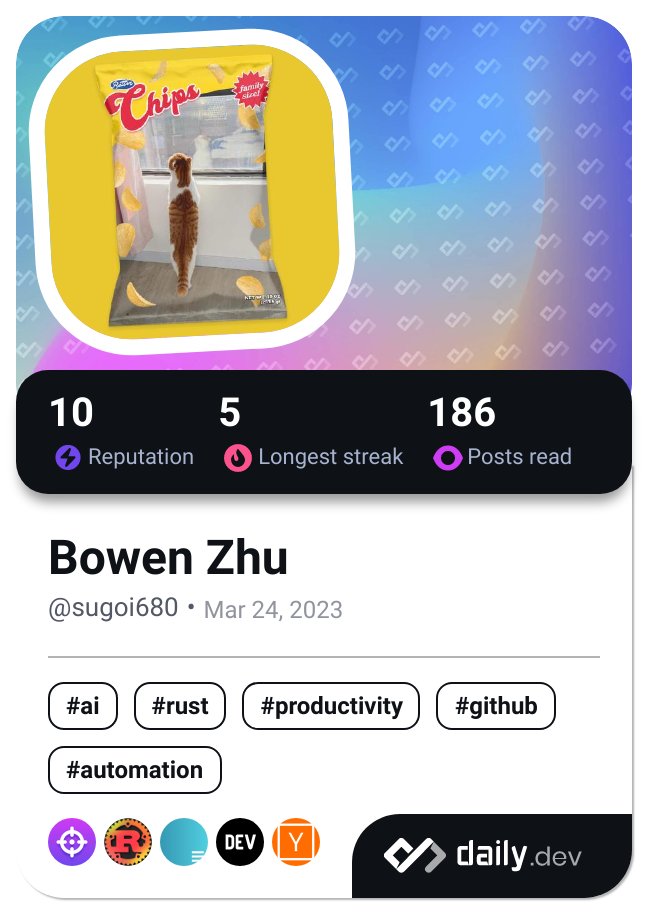 Chips
family
size!
10 5 186
Reputation Longest streak Posts read
Bowen Zhu
@sugoi680 • Mar 24, 2023
#ai #rust #productivity #github
#automation
R DEV Y
daily.dev